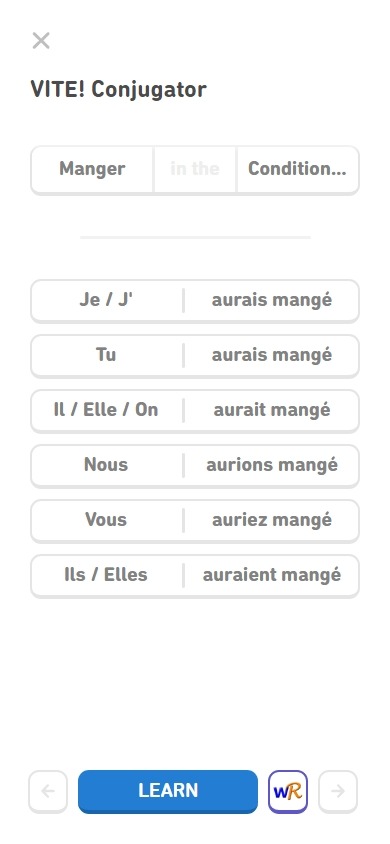 VITE! Conjugator
Manger in the Condition...
Je / J' aurais mangé
Tu aurais mangé
Il / Elle / On aurait mangé
Nous aurions mangé
Vous auriez mangé
Ils / Elles auraient mangé
LEARN WR